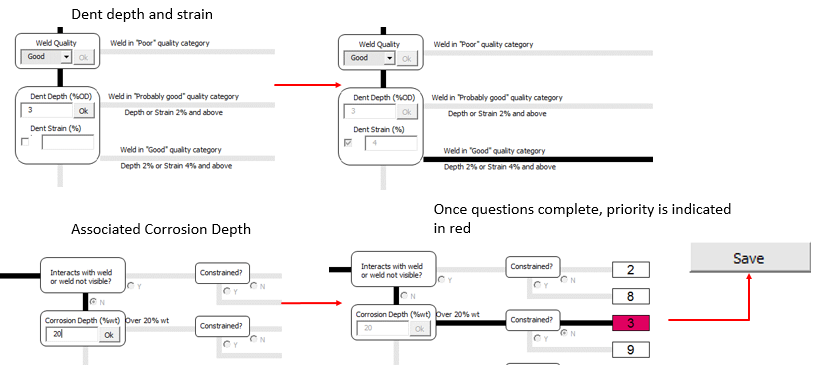 Dent depth and strain
Weld Quality
Good
Ok
Weld in "Poor" quality category
Dent Depth (%OD)
3
Ok
Weld in "Probably good" quality category
Depth or Strain 2% and above
Dent Strain (%)
Weld in "Good" quality category
Depth 2% or Strain 4% and above
Weld Quality
Good
Ok
Weld in "Poor" quality category
Dent Depth (%OD)
3
Ok
Weld in "Probably good" quality category
Depth or Strain 2% and above
Dent Strain (%)
4
Weld in "Good" quality category
Depth 2% or Strain 4% and above
Associated Corrosion Depth
Interacts with weld
or weld not visible?
Y
N
Constrained?
Y
N
Corrosion Depth (%wt)
20
Ok
Over 20% wt
Constrained?
Y
N
Once questions complete, priority is indicated
in red
Interacts with weld
or weld not visible?
Y
N
Constrained?
Y
N
2
8
Corrosion Depth (%wt)
20
Ok
Over 20% wt
Constrained?
Y
N
3
9
Save